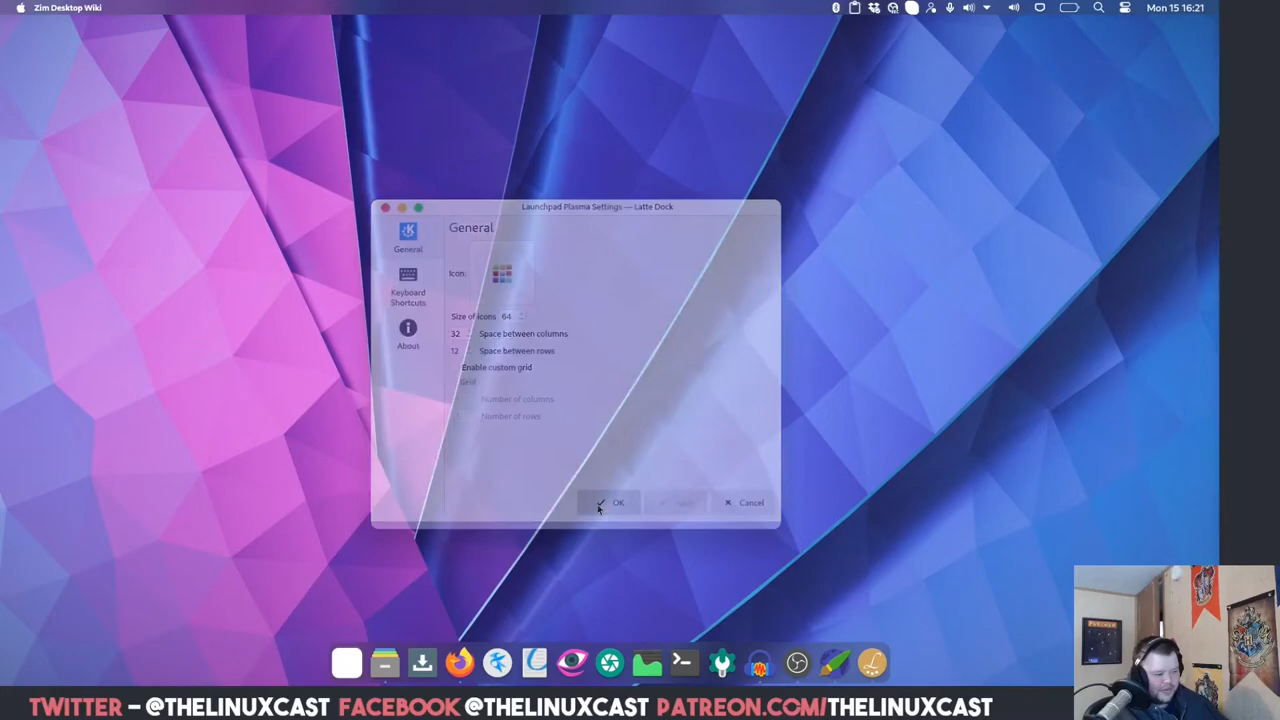 Zim Desktop Wiki
Mon 15 16:21
Launchpad Plasma Settings — Latte Dock
General
General
Icon:
Keyboard
Shortcuts
Size of icons 64
32 Space between columns
About
12 Space between rows
Enable custom grid
Grid
Number of columns
Number of rows
OK
Cancel
TWITTER – @THELINUXCAST FACEBOOK @THELINUXCAST PATREON.COM/THELINUXCAST